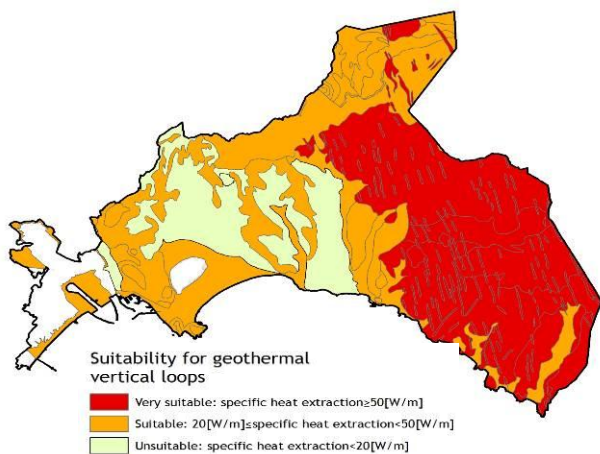 Suitability for geothermal
vertical loops
Very suitable: specific heat extraction≥50[W/m]
Suitable: 20[W/m]≤specific heat extraction<50[W/m]
Unsuitable: specific heat extraction<20[W/m]